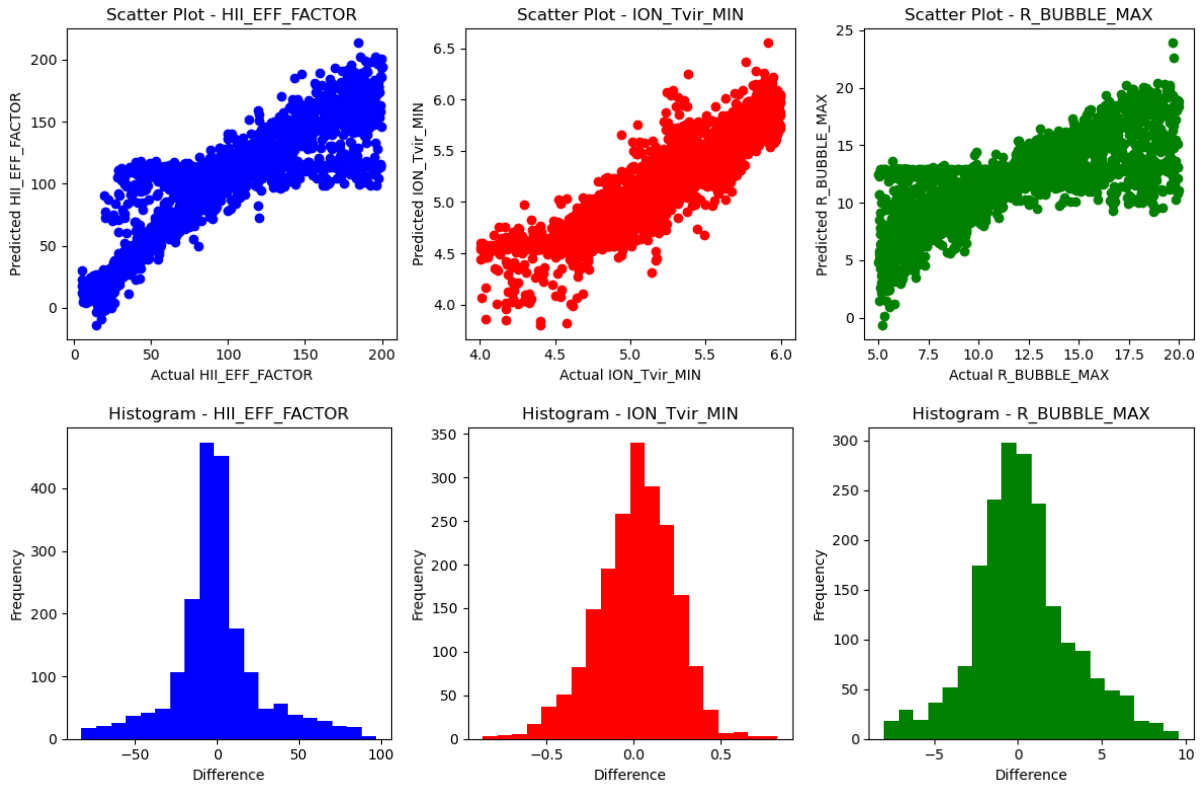 Scatter Plot - HII_EFF_FACTOR
Predicted HII_EFF_FACTOR
200
150
100
50
0
0 50 100 150 200
Actual HII_EFF_FACTOR
Scatter Plot - ION_Tvir_MIN
Predicted ION_Tvir_MIN
6.5
6.0
5.5
5.0
4.5
4.0
4.0 4.5 5.0 5.5 6.0
Actual ION_Tvir_MIN
Scatter Plot - R_BUBBLE_MAX
Predicted R_BUBBLE_MAX
25
20
15
10
5
0
5.0 7.5 10.0 12.5 15.0 17.5 20.0
Actual R_BUBBLE_MAX
Histogram - HII_EFF_FACTOR
Frequency
400
300
200
100
0
−50 0 50 100
Difference
Histogram - ION_Tvir_MIN
Frequency
350
300
250
200
150
100
50
0
−0.5 0.0 0.5
Difference
Histogram - R_BUBBLE_MAX
Frequency
300
250
200
150
100
50
0
−5 0 5 10
Difference